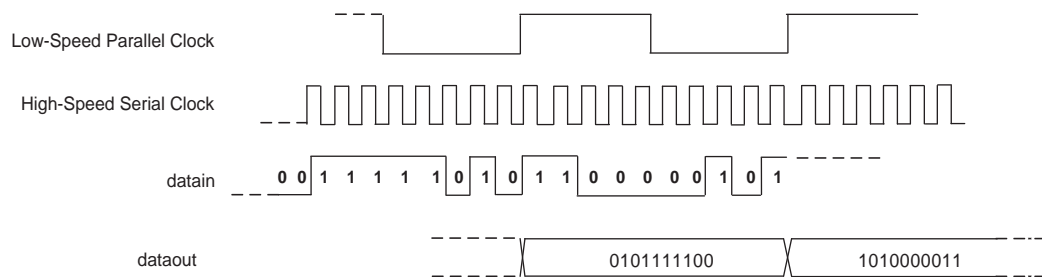 Low-Speed Parallel Clock
High-Speed Serial Clock
datain 0 0 1 1 1 1 1 0 1 0 1 1 0 0 0 0 0 1 0 1
dataout 0101111100 1010000011